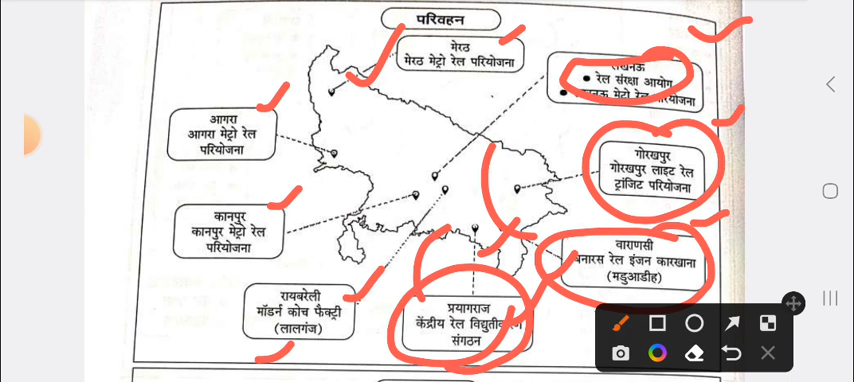 परिवहन
मेरठ
मेरठ मेट्रो रेल परियोजना
लखनऊ
• रेल संरक्षा आयोग
मेट्रो रेल
आगरा
आगरा मेट्रो रेल
परियोजना
गोरखपुर
गोरखपुर लाइट रेल
ट्रांजिट परियोजना
कानपुर
कानपुर मेट्रो रेल
परियोजना
वाराणसी
बनारस रेल इंजन कारखाना
(मडुआडीह)
रायबरेली
मॉडर्न कोच फैक्ट्री
(लालगंज)
प्रयागराज
केंद्रीय रेल विद्युतीकरण
संगठन